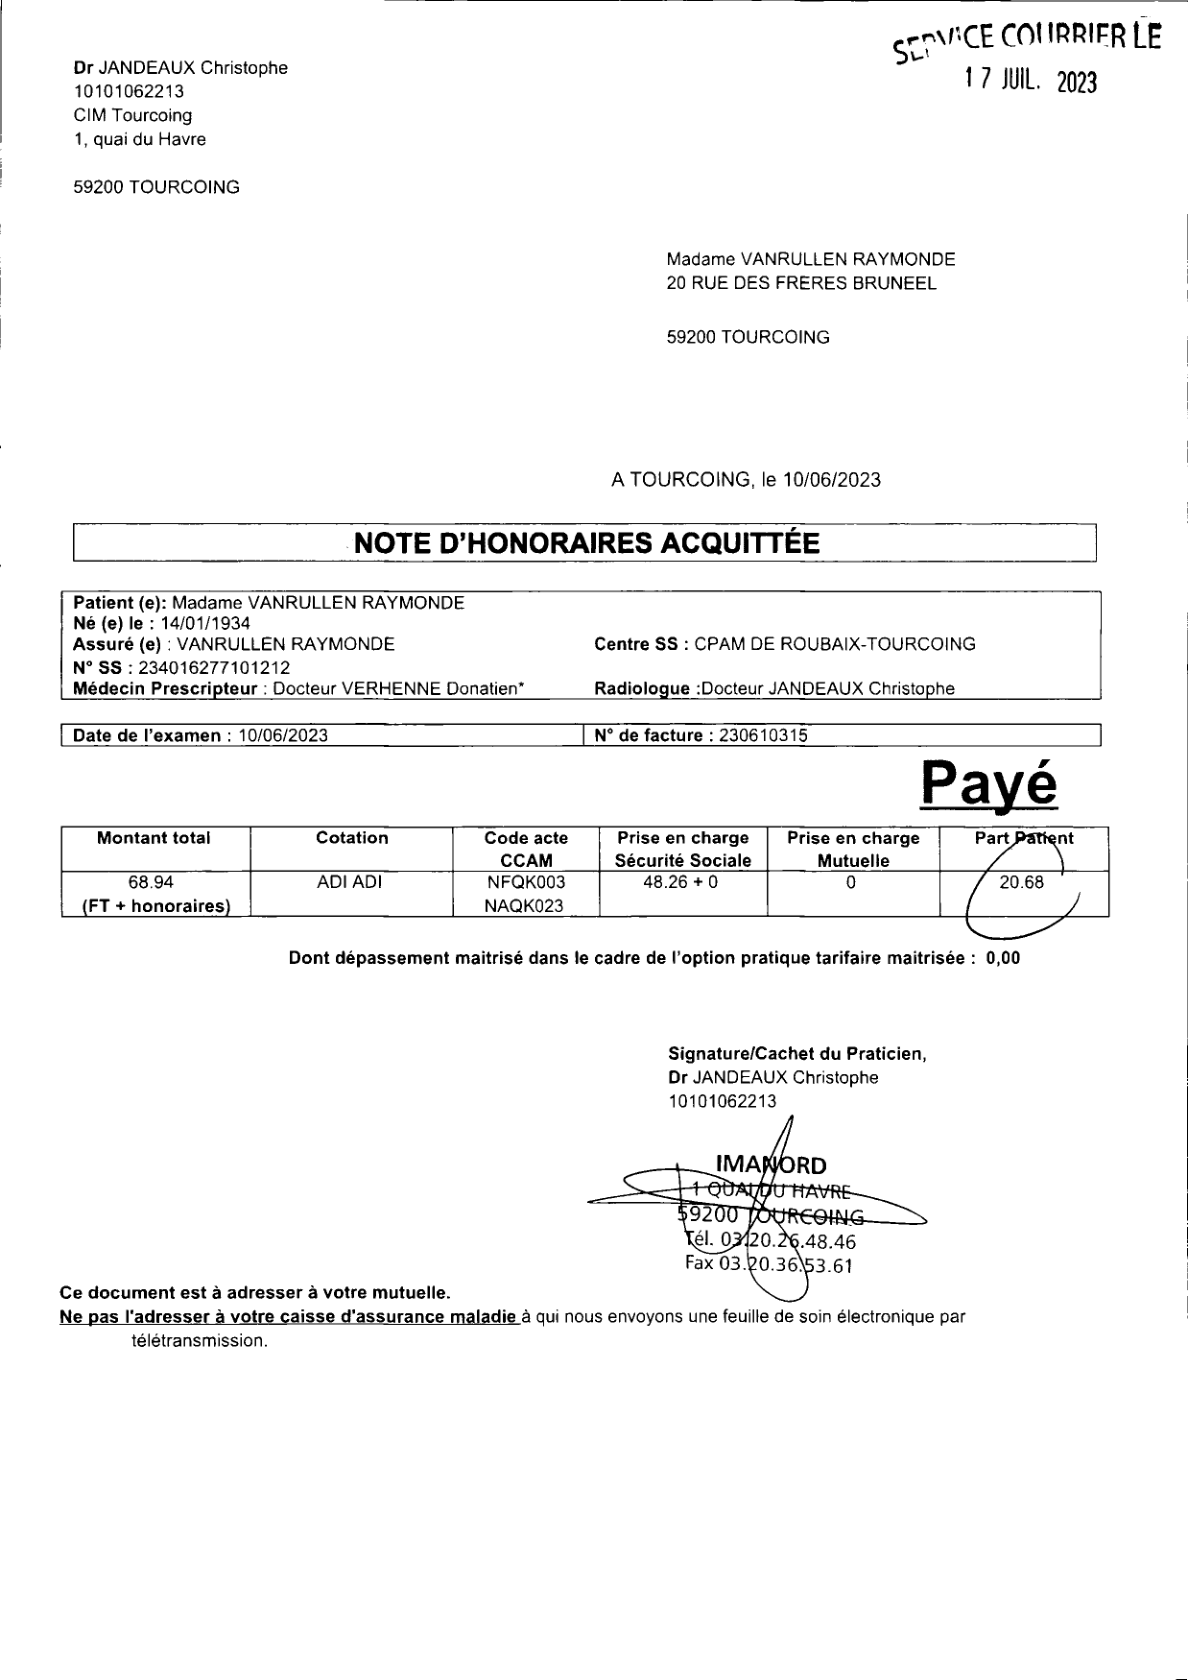 SERVICE COURRIER LE
17 JUIL. 2023
Dr JANDEAUX Christophe
10101062213
CIM Tourcoing
1, quai du Havre
59200 TOURCOING
Madame VANRULLEN RAYMONDE
20 RUE DES FRERES BRUNEEL
59200 TOURCOING
A TOURCOING, le 10/06/2023
NOTE D'HONORAIRES ACQUITTÉE
Patient (e): Madame VANRULLEN RAYMONDE
Né (e) le : 14/01/1934
Assuré (e) : VANRULLEN RAYMONDE Centre SS : CPAM DE ROUBAIX-TOURCOING
N° SS : 234016277101212
Médecin Prescripteur : Docteur VERHENNE Donatien* Radiologue :Docteur JANDEAUX Christophe
Date de l'examen : 10/06/2023 N° de facture : 230610315
Payé
Montant total Cotation Code acte Prise en charge Prise en charge Part Patient
CCAM Sécurité Sociale Mutuelle
68.94 ADI ADI NFQK003 48.26 + 0 0 20.68
(FT + honoraires) NAQK023
Dont dépassement maitrisé dans le cadre de l'option pratique tarifaire maitrisée : 0,00
Signature/Cachet du Praticien,
Dr JANDEAUX Christophe
10101062213
IMANORD
1 QUAI DU HAVRE
59200 TOURCOING
Tél. 03.20.26.48.46
Fax 03.20.36.53.61
Ce document est à adresser à votre mutuelle.
Ne pas l'adresser à votre caisse d'assurance maladie à qui nous envoyons une feuille de soin électronique par
télétransmission.